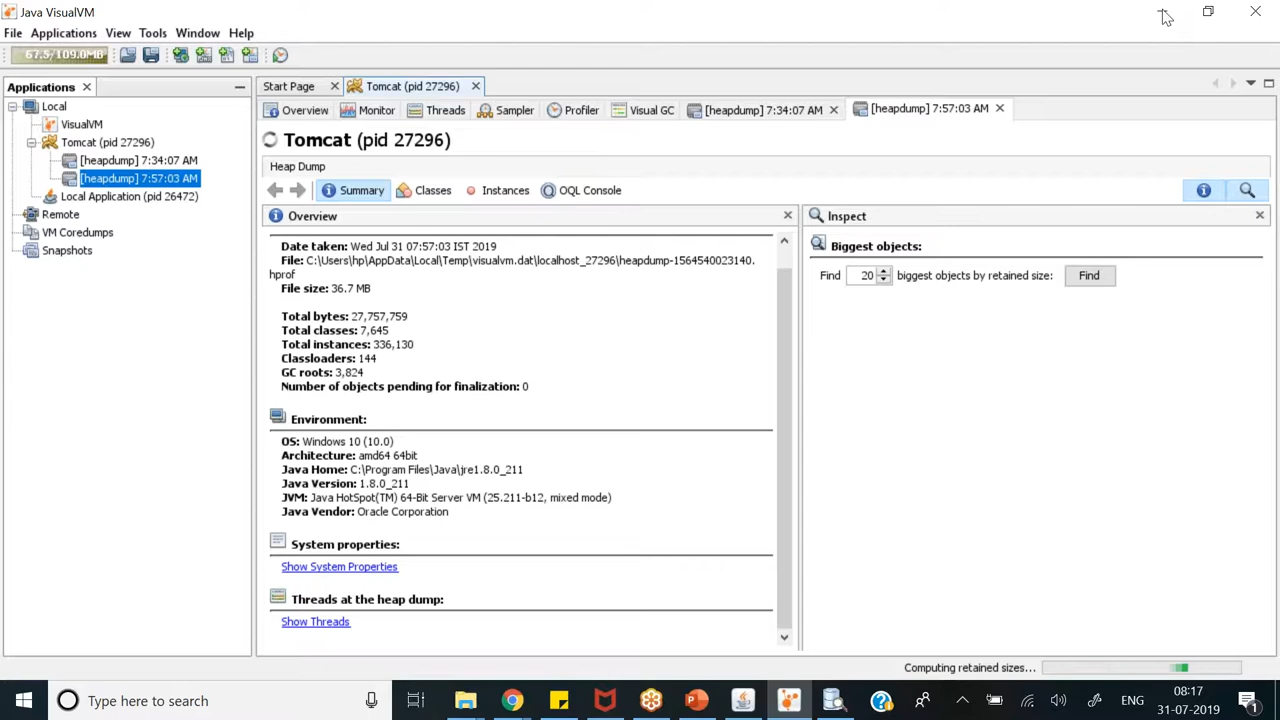 Java VisualVM
File Applications View Tools Window Help
67.5/109.0MB
Applications
Start Page Tomcat (pid 27296)
Local
VisualVM
Tomcat (pid 27296)
[heapdump] 7:34:07 AM
[heapdump] 7:57:03 AM
Local Application (pid 26472)
Remote
VM Coredumps
Snapshots
Overview Monitor Threads Sampler Profiler Visual GC [heapdump] 7:34:07 AM [heapdump] 7:57:03 AM
Tomcat (pid 27296)
Heap Dump
Summary Classes Instances OQL Console
Overview
Date taken: Wed Jul 31 07:57:03 IST 2019
File: C:\Users\hp\AppData\Local\Temp\visualvm.dat\localhost_27296\heapdump-1564540023140.
hprof
File size: 36.7 MB
Total bytes: 27,757,759
Total classes: 7,645
Total instances: 336,130
Classloaders: 144
GC roots: 3,824
Number of objects pending for finalization: 0
Environment:
OS: Windows 10 (10.0)
Architecture: amd64 64bit
Java Home: C:\Program Files\Java\jre1.8.0_211
Java Version: 1.8.0_211
JVM: Java HotSpot(TM) 64-Bit Server VM (25.211-b12, mixed mode)
Java Vendor: Oracle Corporation
System properties:
Show System Properties
Threads at the heap dump:
Show Threads
Inspect
Biggest objects:
Find 20 biggest objects by retained size: Find
Computing retained sizes...
Type here to search
ENG
08:17
31-07-2019
1